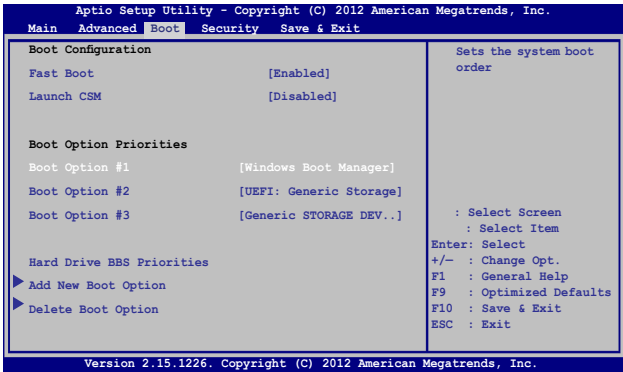 Aptio Setup Utility - Copyright (C) 2012 American Megatrends, Inc.
Main Advanced Boot Security Save & Exit
Boot Configuration
Fast Boot [Enabled]
Launch CSM [Disabled]
Boot Option Priorities
Boot Option #1 [Windows Boot Manager]
Boot Option #2 [UEFI: Generic Storage]
Boot Option #3 [Generic STORAGE DEV..]
Hard Drive BBS Priorities
Add New Boot Option
Delete Boot Option
Sets the system boot
order
: Select Screen
: Select Item
Enter: Select
+/— : Change Opt.
F1 : General Help
F9 : Optimized Defaults
F10 : Save & Exit
ESC : Exit
Version 2.15.1226. Copyright (C) 2012 American Megatrends, Inc.